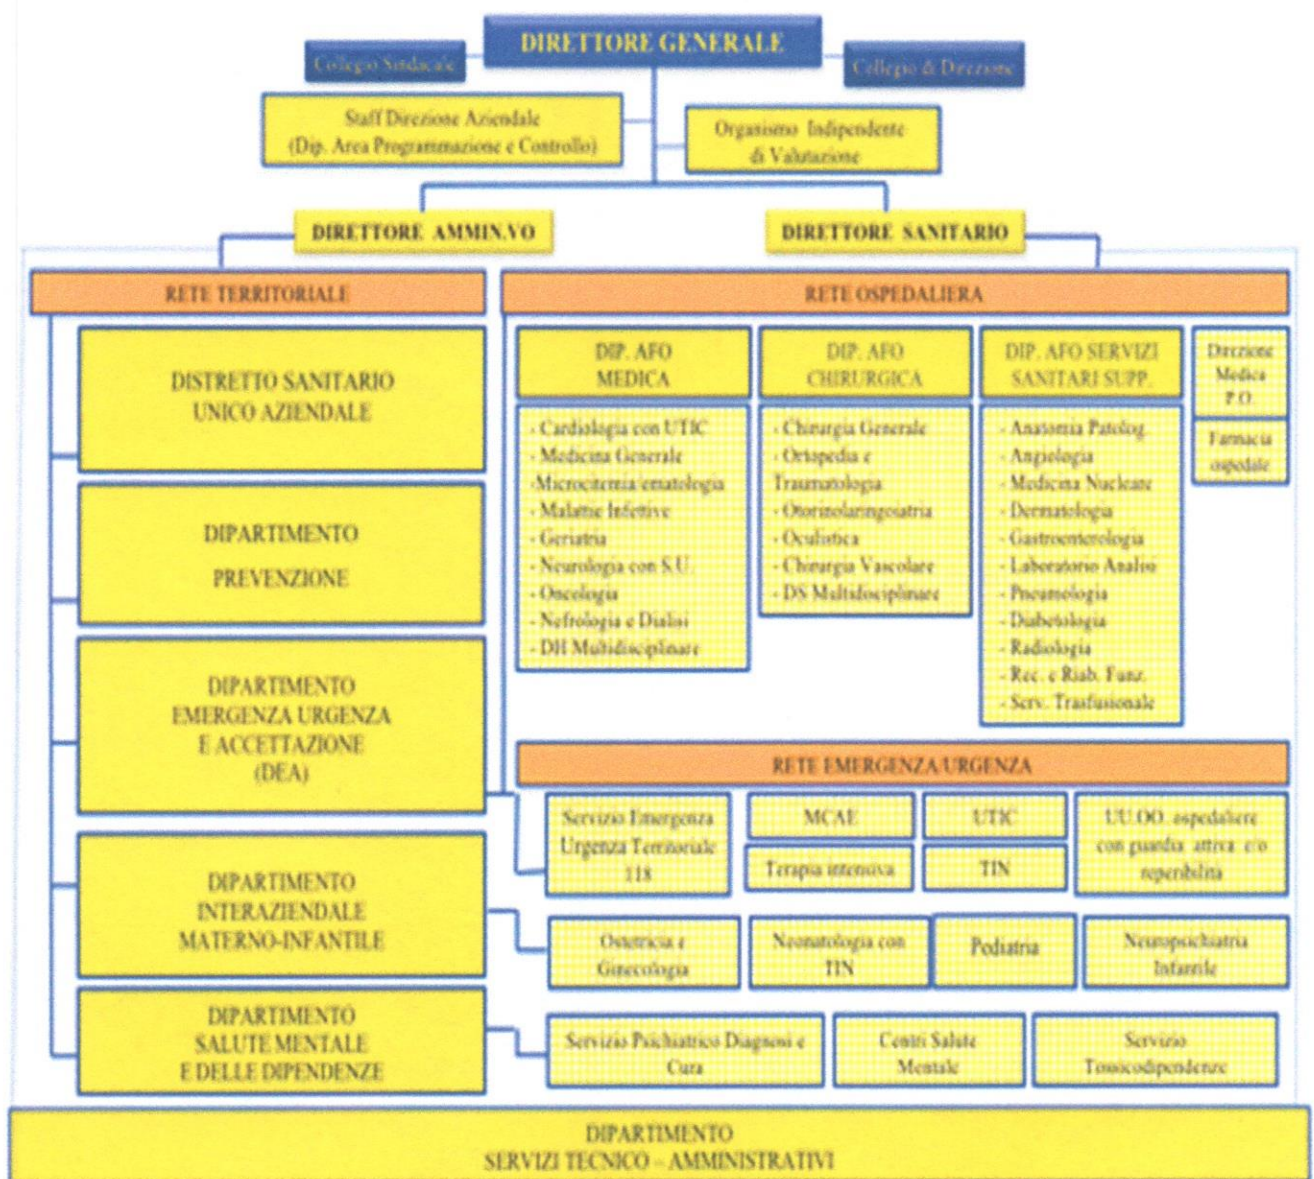 DIRETTORE GENERALE
Collegio Sindacale
Collegio di Direzione
Staff Direzione Aziendale
(Dip. Area Programmazione e Controllo)
Organismo Indipendente
di Valutazione
DIRETTORE AMMIN.VO
DIRETTORE SANITARIO
RETE TERRITORIALE
DISTRETTO SANITARIO
UNICO AZIENDALE
DIPARTIMENTO
PREVENZIONE
DIPARTIMENTO
EMERGENZA URGENZA
E ACCETTAZIONE
(DEA)
DIPARTIMENTO
INTERAZIENDALE
MATERNO-INFANTILE
DIPARTIMENTO
SALUTE MENTALE
E DELLE DIPENDENZE
RETE OSPEDALIERA
DIP. AFO
MEDICA
- Cardiologia con UTIC
- Medicina Generale
-Microcitemia/ematologia
- Malattie Infettive
- Geriatria
- Neurologia con S.U.
- Oncologia
- Nefrologia e Dialisi
- DH Multidisciplinare
DIP. AFO
CHIRURGICA
- Chirurgia Generale
- Ortopedia e
Traumatologia
- Otorinolaringoiatria
- Oculistica
- Chirurgia Vascolare
- DS Multidisciplinare
DIP. AFO SERVIZI
SANITARI SUPP.
- Anatomia Patolog.
- Angiologia
- Medicina Nucleare
- Dermatologia
- Gastroenterologia
- Laboratorio Analisi
- Pneumologia
- Diabetologia
- Radiologia
- Rec. e Riab. Funz.
- Serv. Trasfusionale
Direzione
Medica
P.O.
Farmacia
ospedale
RETE EMERGENZA/URGENZA
Servizio Emergenza
Urgenza Territoriale
118
MCAE
UTIC
Terapia intensiva
TIN
UU.OO. ospedaliere
con guardia attiva e/o
reperibilità
Ostetricia e
Ginecologia
Neonatologia con
TIN
Pediatria
Neuropsichiatria
Infantile
Servizio Psichiatrico Diagnosi e
Cura
Centri Salute
Mentale
Servizio
Tossicodipendenze
DIPARTIMENTO
SERVIZI TECNICO – AMMINISTRATIVI